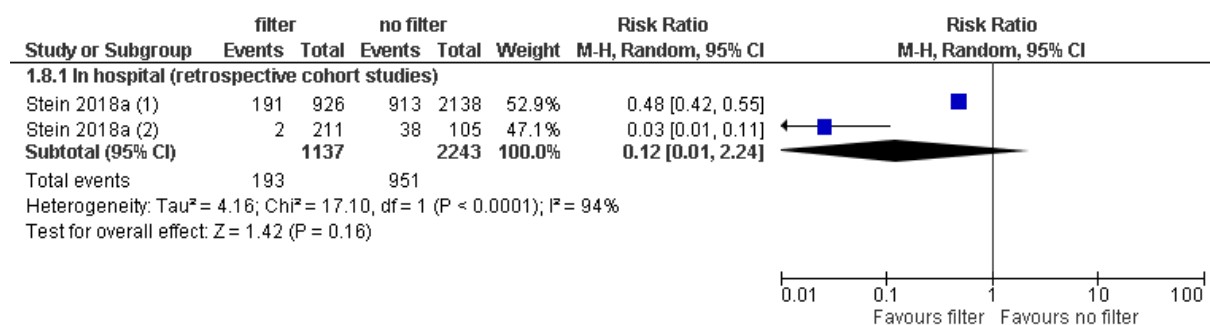 filter no filter Risk Ratio Risk Ratio
Study or Subgroup Events Total Events Total Weight M-H, Random, 95% CI M-H, Random, 95% CI
1.8.1 In hospital (retrospective cohort studies)
Stein 2018a (1) 191 926 913 2138 52.9% 0.48 [0.42, 0.55]
Stein 2018a (2) 2 211 38 105 47.1% 0.03 [0.01, 0.11]
Subtotal (95% CI) 1137 2243 100.0% 0.12 [0.01, 2.24]
Total events 193 951
Heterogeneity: Tau² = 4.16; Chi² = 17.10, df = 1 (P < 0.0001); I² = 94%
Test for overall effect: Z = 1.42 (P = 0.16)
0.01 0.1 1 10 100
Favours filter Favours no filter